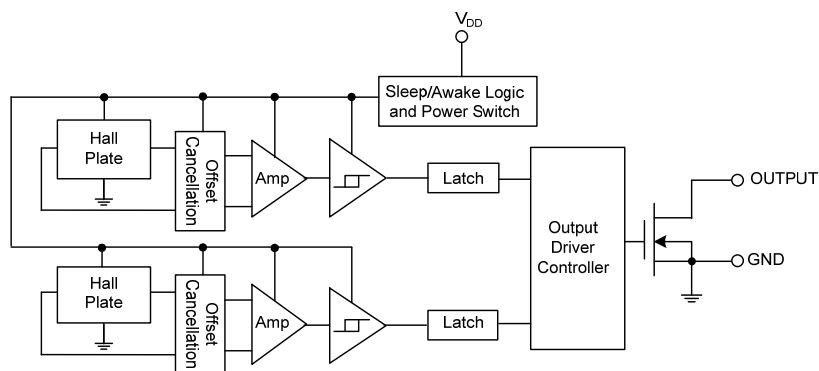 VDD
Sleep/Awake Logic
and Power Switch
Hall
Plate
Offset
Cancellation
Amp
Latch
Output
Driver
Controller
OUTPUT
GND
Hall
Plate
Offset
Cancellation
Amp
Latch